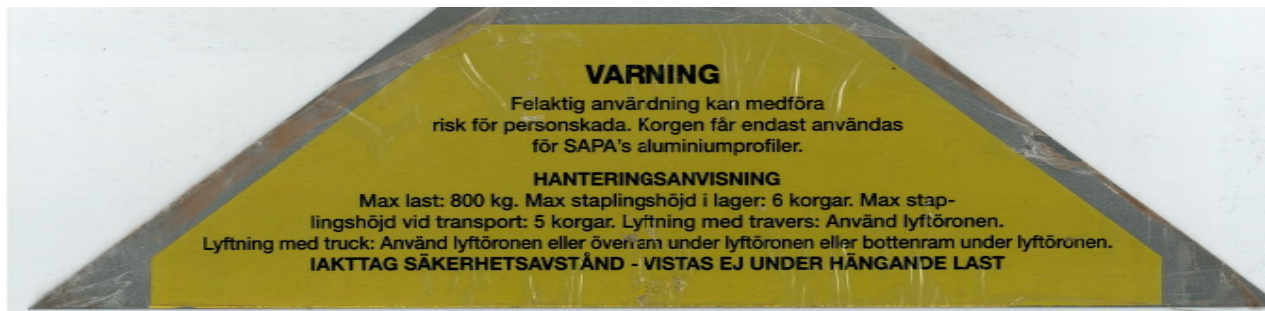 VARNING
Felaktig användning kan medföra
risk för personskada. Korgen får endast användas
för SAPA's aluminiumprofiler.
HANTERINGSANVISNING
Max last: 800 kg. Max staplingshöjd i lager: 6 korgar. Max stap-
lingshöjd vid transport: 5 korgar. Lyftning med travers: Använd lyftöronen.
Lyftning med truck: Använd lyftöronen eller överram under lyftöronen eller bottenram under lyftöronen.
IAKTTAG SÄKERHETSAVSTÅND - VISTAS EJ UNDER HÄNGANDE LAST